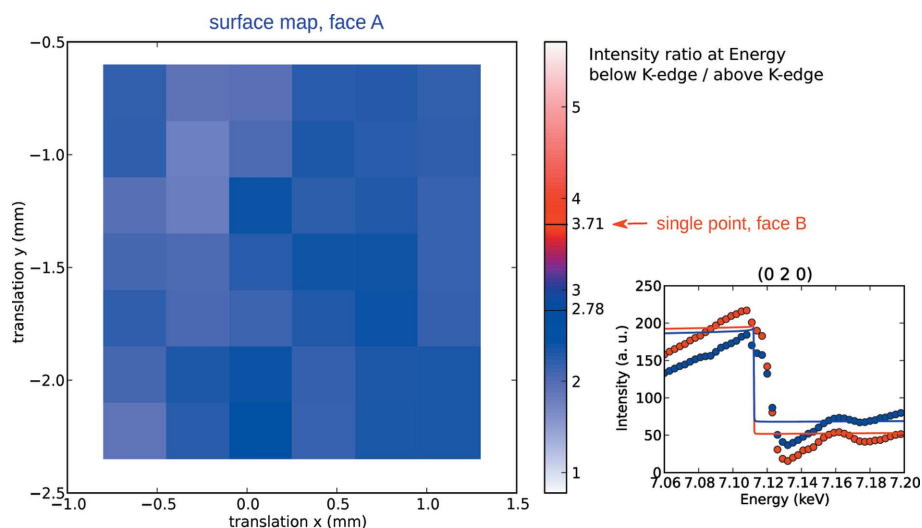 surface map, face A
−0.5
−1.0
−1.5
−2.0
−2.5
translation y (mm)
−1.0 −0.5 0.0 0.5 1.0 1.5
translation x (mm)
5
4
3.71
3
2.78
2
1
Intensity ratio at Energy
below K-edge / above K-edge
single point, face B
(0 2 0)
250
200
150
100
50
0
Intensity (a. u.)
7.06 7.08 7.10 7.12 7.14 7.16 7.18 7.20
Energy (keV)